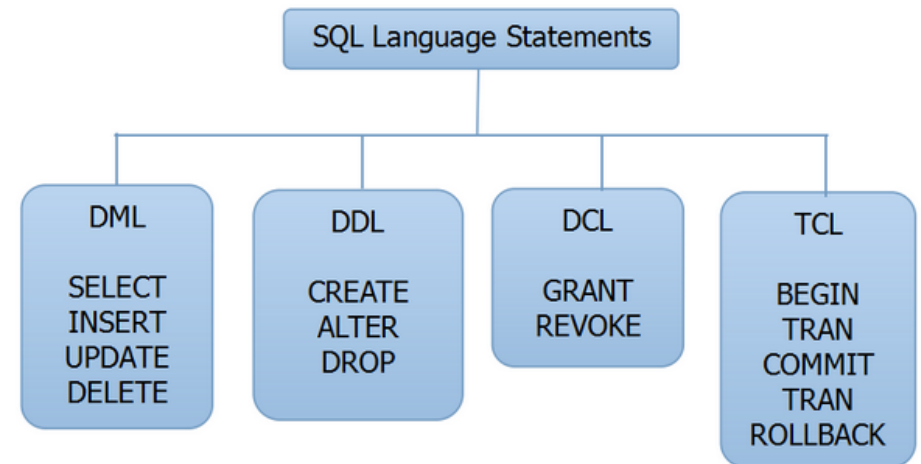 SQL Language Statements
DML
SELECT
INSERT
UPDATE
DELETE
DDL
CREATE
ALTER
DROP
DCL
GRANT
REVOKE
TCL
BEGIN
TRAN
COMMIT
TRAN
ROLLBACK